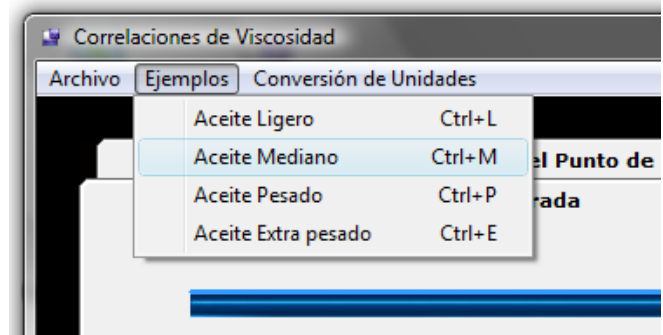 Correlaciones de Viscosidad
Archivo Ejemplos Conversión de Unidades
Aceite Ligero Ctrl+L
Aceite Mediano Ctrl+M
el Punto de
Aceite Pesado Ctrl+P
rada
Aceite Extra pesado Ctrl+E